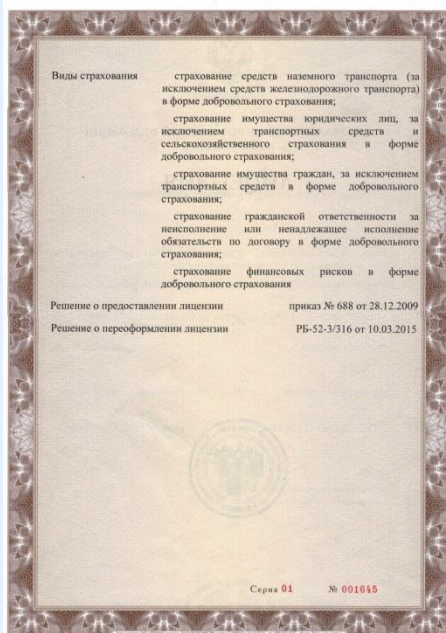 Виды страхования страхование средств наземного транспорта (за
исключением средств железнодорожного транспорта)
в форме добровольного страхования;
страхование имущества юридических лиц, за
исключением транспортных средств и
сельскохозяйственного страхования в форме
добровольного страхования;
страхование имущества граждан, за исключением
транспортных средств в форме добровольного
страхования;
страхование гражданской ответственности за
неисполнение или ненадлежащее исполнение
обязательств по договору в форме добровольного
страхования;
страхование финансовых рисков в форме
добровольного страхования
Решение о предоставлении лицензии приказ № 688 от 28.12.2009
Решение о переоформлении лицензии РБ-52-3/316 от 10.03.2015
Серия 01 № 001645